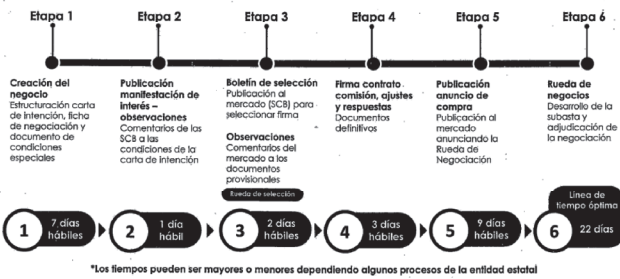 Etapa 1
Etapa 2
Etapa 3
Etapa 4
Etapa 5
Etapa 6
Creación del
negocio
Estructuración carta
de intención, ficha
de negociación y
documento de
condiciones
especiales
Publicación
manifestación de
interés –
observaciones
Comentarios de las
SCB a las
condiciones de la
carta de intención
Boletín de selección
Publicación al
mercado (SCB) para
seleccionar firma
Observaciones
Comentarios del
mercado a los
documentos
provisionales
Rueda de selección
Firma contrato
comisión, ajustes
y respuestas
Documentos
definitivos
Publicación
anuncio de
compra
Publicación al
mercado
anunciando la
Rueda de
Negociación
Rueda de
negocios
Desarrollo de la
subasta y
adjudicación de
la negociación
1
7 días
hábiles
2
1 día
hábil
3
2 días
hábiles
4
3 días
hábiles
5
9 días
hábiles
6
Línea de
tiempo óptima
22 días
*Los tiempos pueden ser mayores o menores dependiendo algunos procesos de la entidad estatal